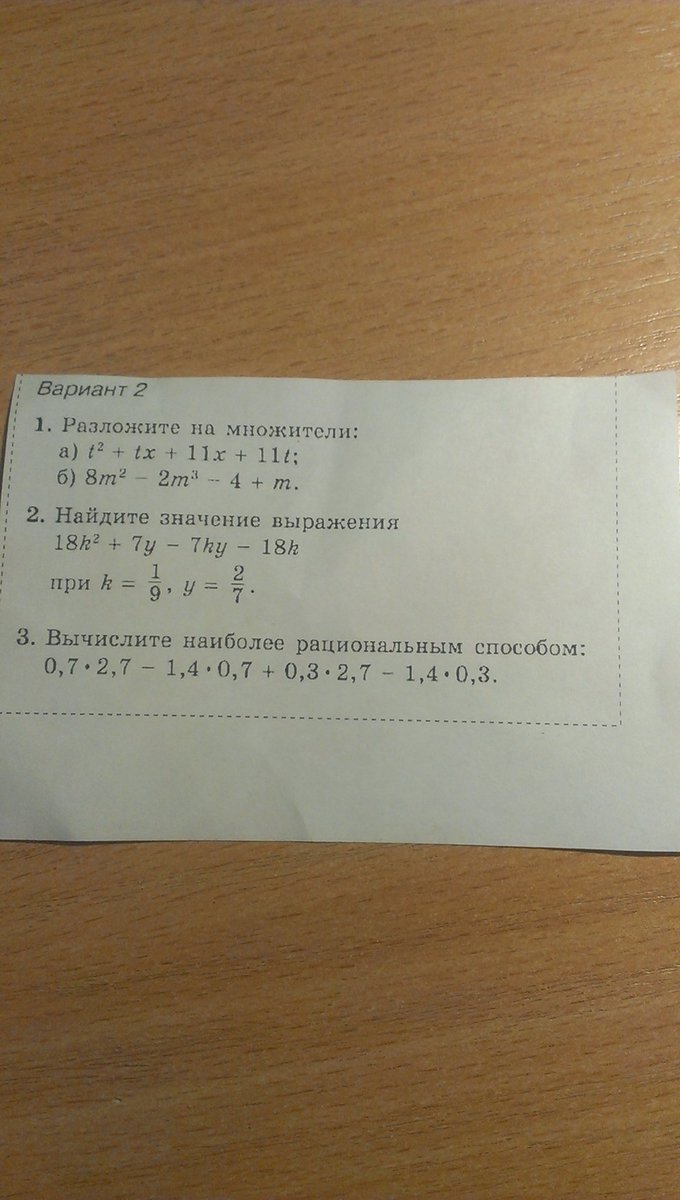 Вариант 2
1. Разложите на множители:
а) t² + tx + 11x + 11t;
б) 8m² − 2m³ − 4 + m.
2. Найдите значение выражения
18k² + 7y − 7ky − 18k
при k = 1/9, y = 2/7.
3. Вычислите наиболее рациональным способом:
0,7 · 2,7 − 1,4 · 0,7 + 0,3 · 2,7 − 1,4 · 0,3.